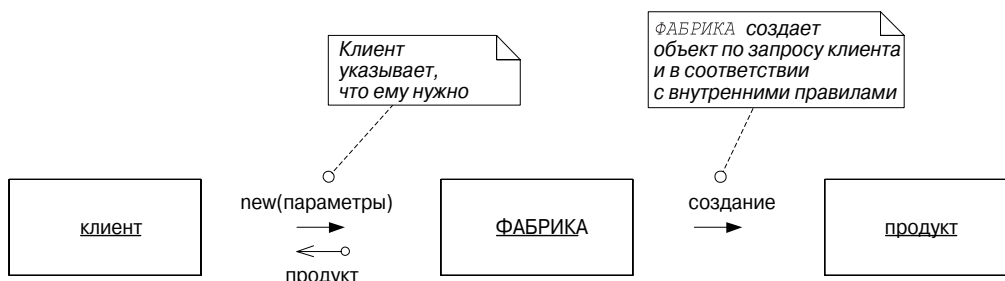 Клиент
указывает,
что ему нужно
ФАБРИКА создает
объект по запросу клиента
и в соответствии
с внутренними правилами
new(параметры)
создание
клиент
ФАБРИКА
продукт
продукт